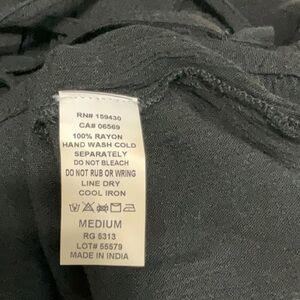 RN# 159430
CA# 06569
100% RAYON
HAND WASH COLD
SEPARATELY
DO NOT BLEACH
DO NOT RUB OR WRING
LINE DRY
COOL IRON
MEDIUM
RG 5313
LOT# 55579
MADE IN INDIA